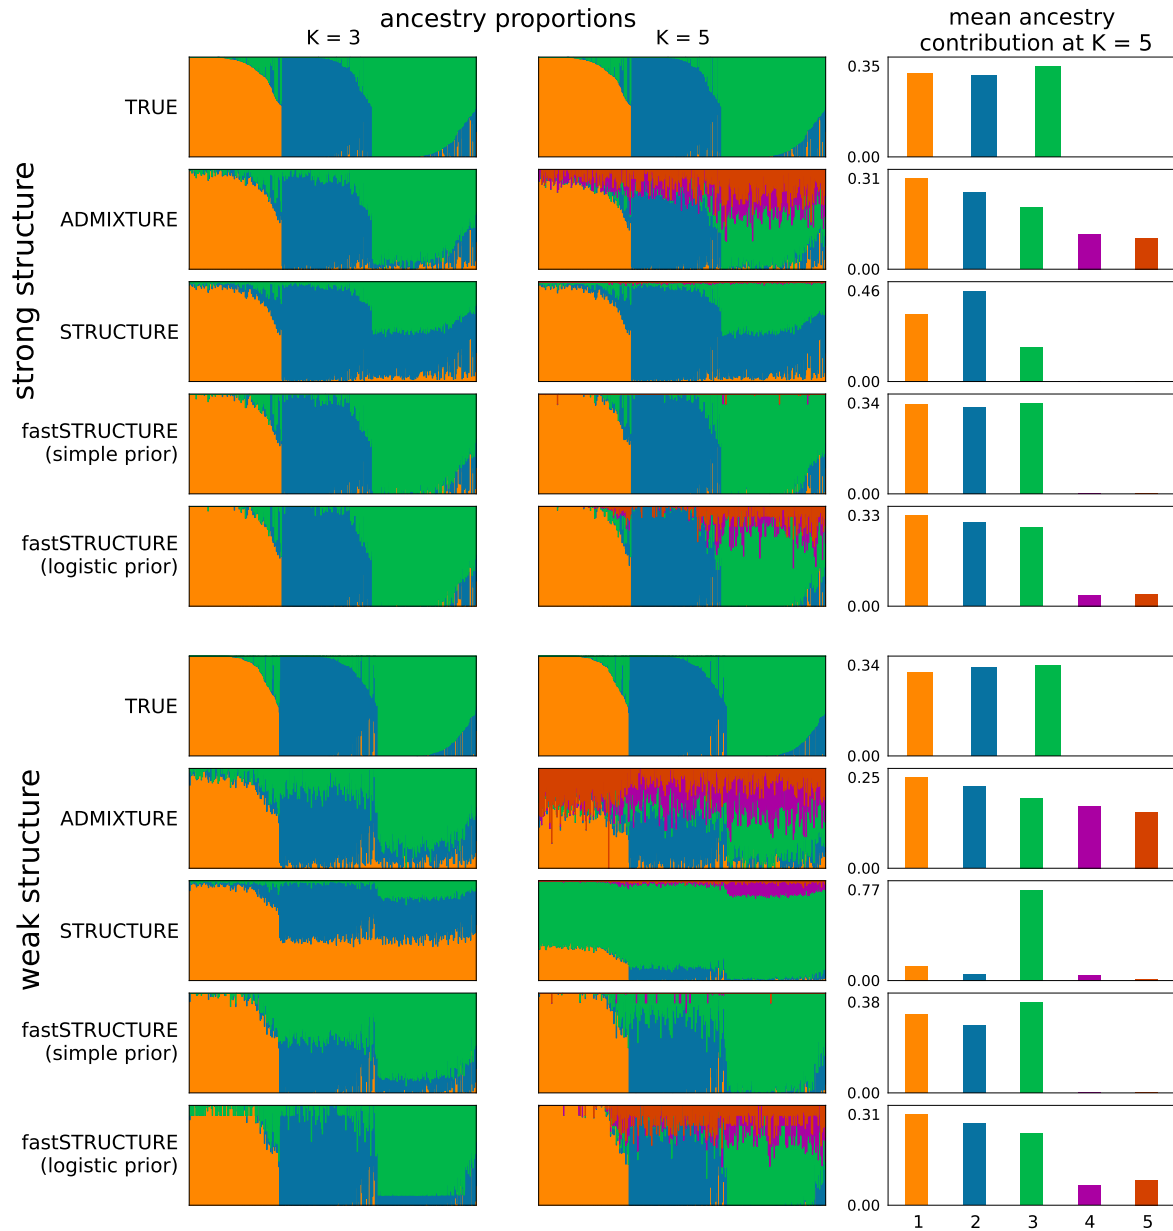 ancestry proportions
K = 3
K = 5
mean ancestry
contribution at K = 5
strong structure
TRUE
0.35
0.00
ADMIXTURE
0.31
0.00
STRUCTURE
0.46
0.00
fastSTRUCTURE
(simple prior)
0.34
0.00
fastSTRUCTURE
(logistic prior)
0.33
0.00
weak structure
TRUE
0.34
0.00
ADMIXTURE
0.25
0.00
STRUCTURE
0.77
0.00
fastSTRUCTURE
(simple prior)
0.38
0.00
fastSTRUCTURE
(logistic prior)
0.31
0.00
1 2 3 4 5